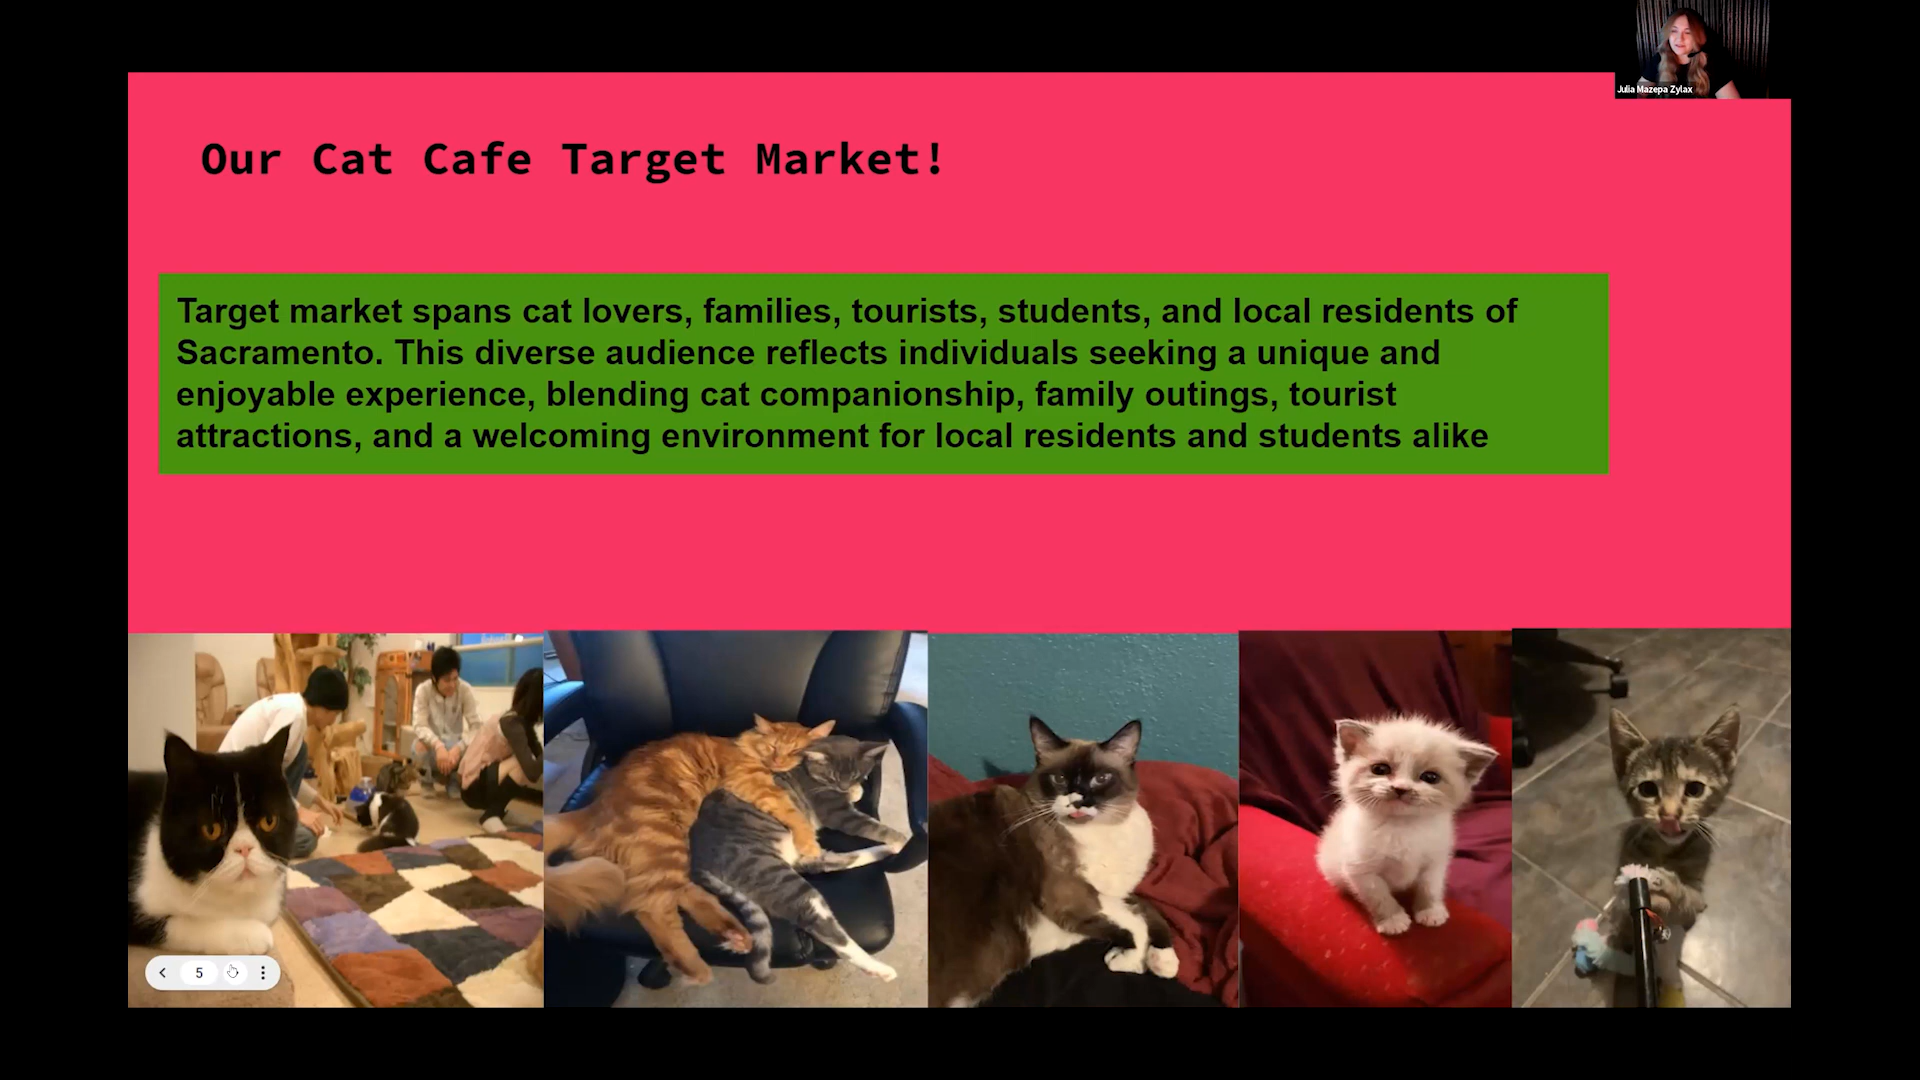 Julia Mazepa Zylax
Our Cat Cafe Target Market!
Target market spans cat lovers, families, tourists, students, and local residents of
Sacramento. This diverse audience reflects individuals seeking a unique and
enjoyable experience, blending cat companionship, family outings, tourist
attractions, and a welcoming environment for local residents and students alike
5